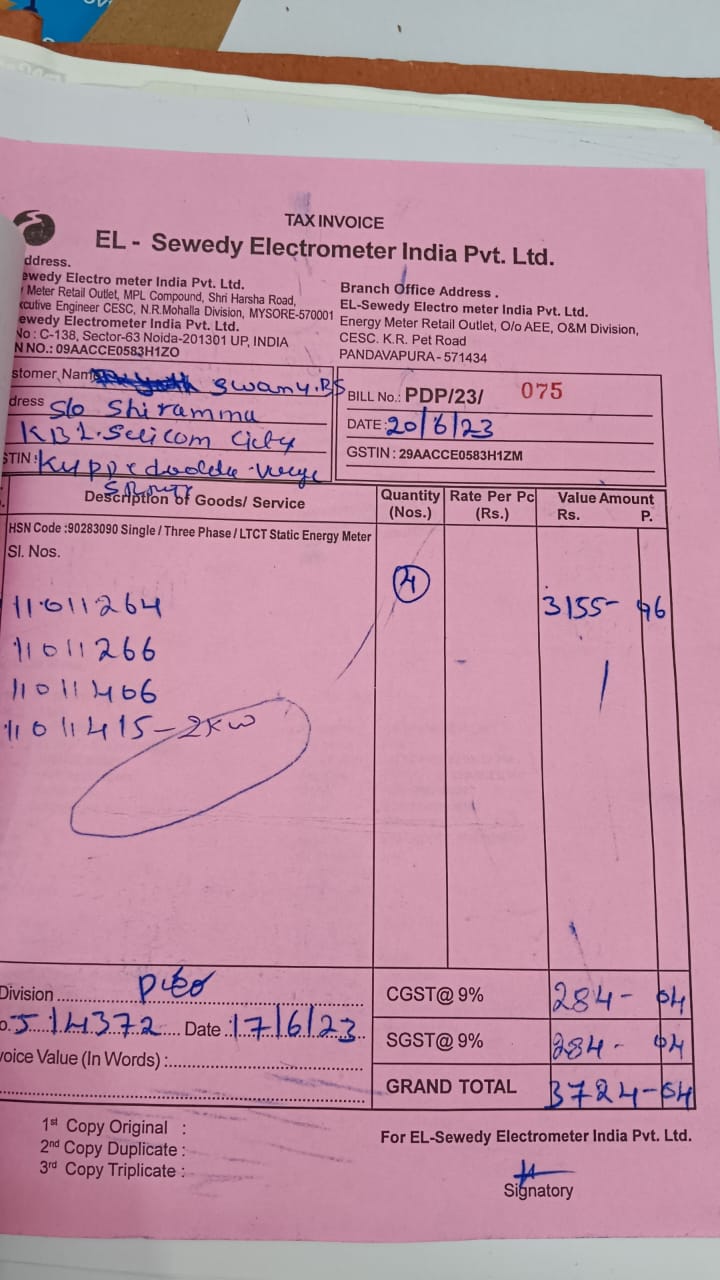 TAX INVOICE
EL - Sewedy Electrometer India Pvt. Ltd.
ddress.
ewedy Electro meter India Pvt. Ltd.
Meter Retail Outlet, MPL Compound, Shri Harsha Road,
xcutive Engineer CESC, N.R.Mohalla Division, MYSORE-570001
ewedy Electrometer India Pvt. Ltd.
No : C-138, Sector-63 Noida-201301 UP, INDIA
N NO.: 09AACCE0583H1ZO
Branch Office Address .
EL-Sewedy Electro meter India Pvt. Ltd.
Energy Meter Retail Outlet, O/o AEE, O&M Division,
CESC. K.R. Pet Road
PANDAVAPURA - 571434
stomer Name Swamy.BS
dress S/o Shiramma
KBL. Selicom City
STIN:
BILL No.: PDP/23/ 075
DATE: 20/6/23
GSTIN : 29AACCE0583H1ZM
Description of Goods/ Service Quantity (Nos.) Rate Per Pc (Rs.) Value Amount Rs. P.
HSN Code :90283090 Single / Three Phase / LTCT Static Energy Meter
Sl. Nos.
11011264 4 3155-96
11011266
11011406
11011415-2KW
Division
o. 514372 Date : 17/6/23
voice Value (In Words) :
CGST@ 9% 284- 04
SGST@ 9% 284- 04
GRAND TOTAL 3724-04
1st Copy Original :
2nd Copy Duplicate :
3rd Copy Triplicate :
For EL-Sewedy Electrometer India Pvt. Ltd.
Signatory